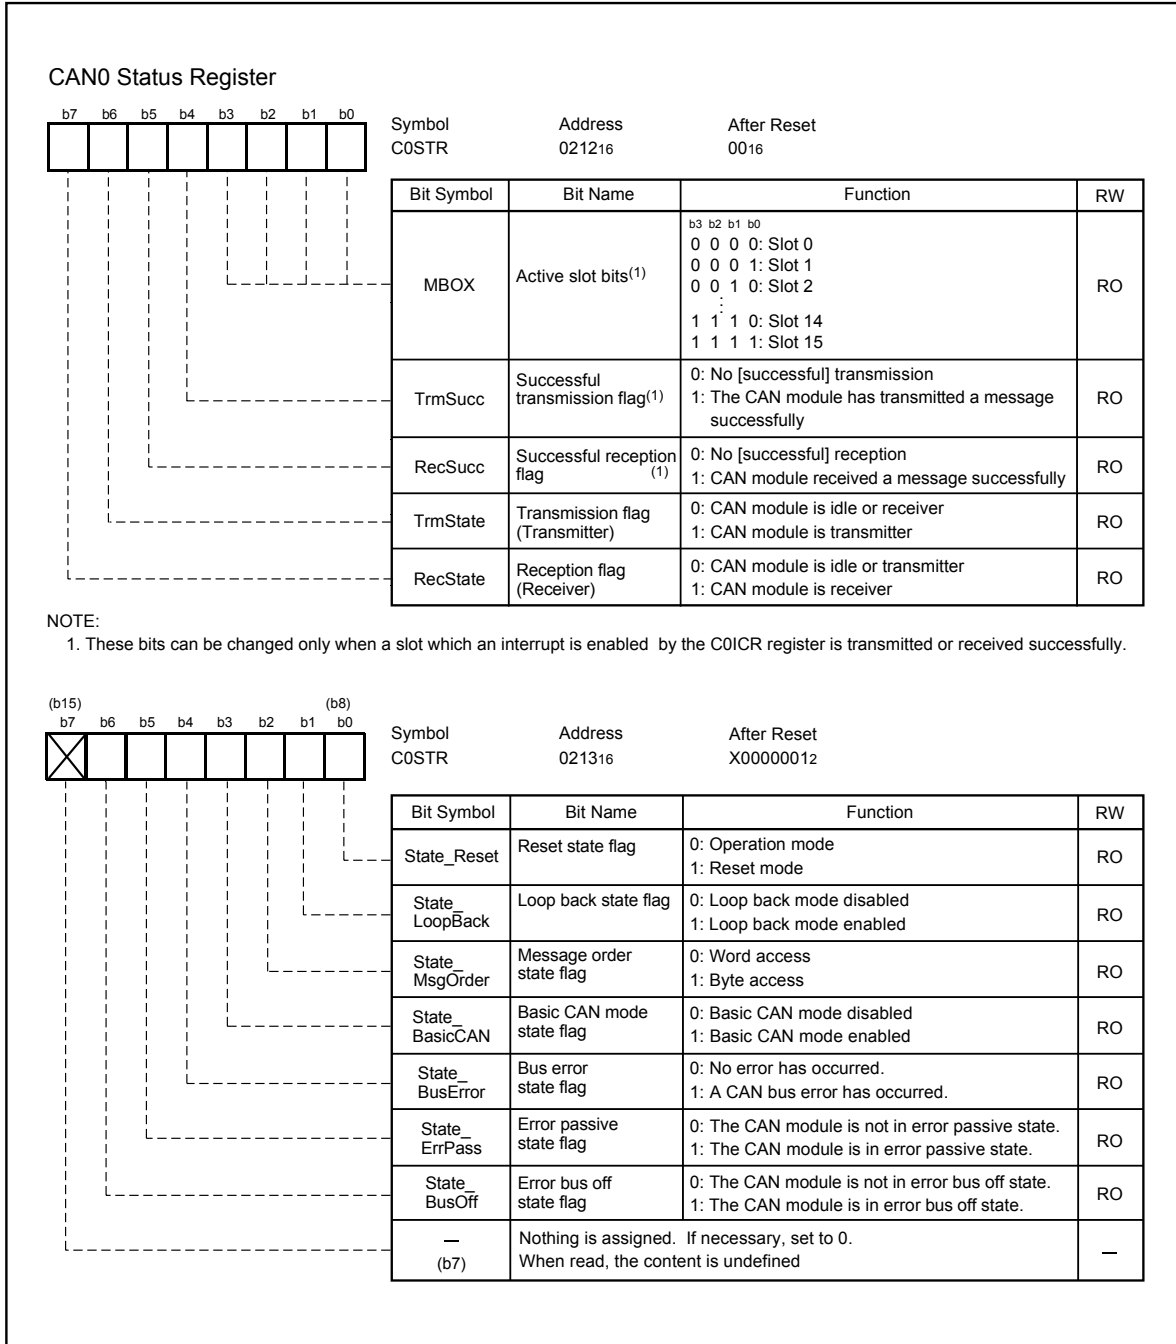 CAN0 Status Register
b7 b6 b5 b4 b3 b2 b1 b0
Symbol Address After Reset
C0STR 021216 0016
Bit Symbol Bit Name Function RW
MBOX Active slot bits(1) RO
b3 b2 b1 b0
0 0 0 0: Slot 0
0 0 0 1: Slot 1
0 0 1 0: Slot 2
:
1 1 1 0: Slot 14
1 1 1 1: Slot 15
TrmSucc RO
Successful
transmission flag(1)
0: No [successful] transmission
1: The CAN module has transmitted a message
successfully
RecSucc RO
Successful reception
flag (1)
0: No [successful] reception
1: CAN module received a message successfully
TrmState RO
Transmission flag
(Transmitter)
0: CAN module is idle or receiver
1: CAN module is transmitter
RecState RO
Reception flag
(Receiver)
0: CAN module is idle or transmitter
1: CAN module is receiver
NOTE:
1. These bits can be changed only when a slot which an interrupt is enabled by the C0ICR register is transmitted or received successfully.
(b15) (b8)
b7 b6 b5 b4 b3 b2 b1 b0
Symbol Address After Reset
C0STR 021316 X00000012
Bit Symbol Bit Name Function RW
State_Reset Reset state flag RO
0: Operation mode
1: Reset mode
State_
LoopBack
Loop back state flag RO
0: Loop back mode disabled
1: Loop back mode enabled
State_
MsgOrder
Message order
state flag
0: Word access
1: Byte access
RO
State_
BasicCAN
Basic CAN mode
state flag
0: Basic CAN mode disabled
1: Basic CAN mode enabled
RO
State_
BusError
Bus error
state flag
0: No error has occurred.
1: A CAN bus error has occurred.
RO
State_
ErrPass
Error passive
state flag
0: The CAN module is not in error passive state.
1: The CAN module is in error passive state.
RO
State_
BusOff
Error bus off
state flag
0: The CAN module is not in error bus off state.
1: The CAN module is in error bus off state.
RO
—
(b7)
Nothing is assigned. If necessary, set to 0.
When read, the content is undefined
—